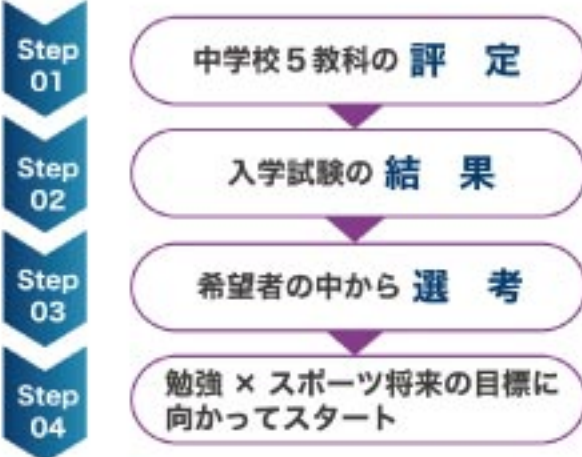 Step
01
中学校５教科の 評　定
Step
02
入学試験の 結　果
Step
03
希望者の中から 選　考
Step
04
勉強 × スポーツ将来の目標に
向かってスタート